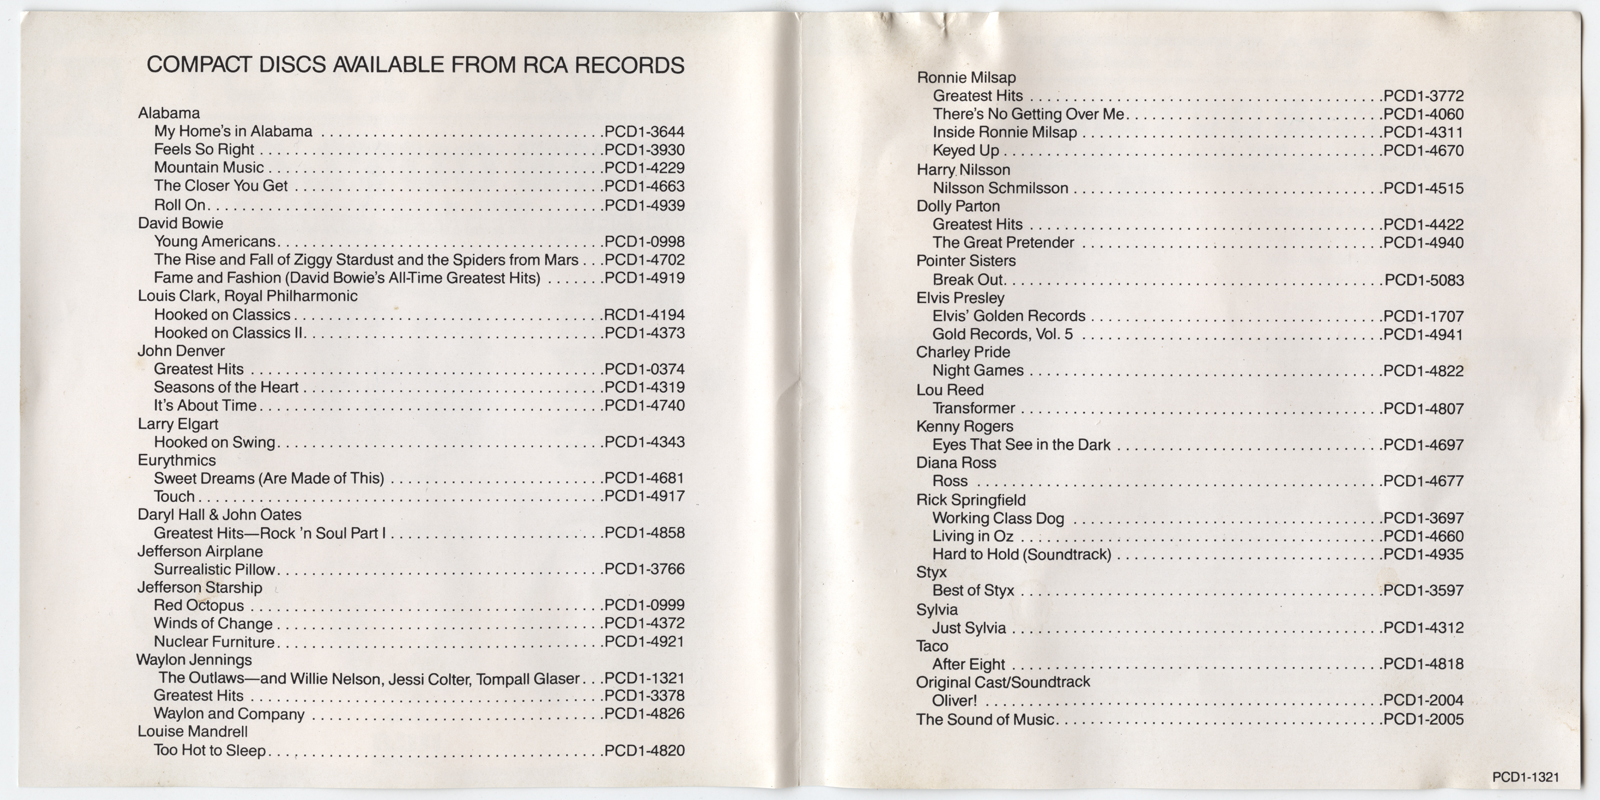 COMPACT DISCS AVAILABLE FROM RCA RECORDS
Alabama
My Home's in Alabama ..............................PCD1-3644
Feels So Right ..............................PCD1-3930
Mountain Music ..............................PCD1-4229
The Closer You Get ..............................PCD1-4663
Roll On..............................PCD1-4939
David Bowie
Young Americans..............................PCD1-0998
The Rise and Fall of Ziggy Stardust and the Spiders from Mars ...PCD1-4702
Fame and Fashion (David Bowie's All-Time Greatest Hits) .......PCD1-4919
Louis Clark, Royal Philharmonic
Hooked on Classics ..............................RCD1-4194
Hooked on Classics II..............................PCD1-4373
John Denver
Greatest Hits ..............................PCD1-0374
Seasons of the Heart ..............................PCD1-4319
It's About Time..............................PCD1-4740
Larry Elgart
Hooked on Swing..............................PCD1-4343
Eurythmics
Sweet Dreams (Are Made of This) ........................PCD1-4681
Touch..............................PCD1-4917
Daryl Hall & John Oates
Greatest Hits—Rock 'n Soul Part I ........................PCD1-4858
Jefferson Airplane
Surrealistic Pillow..............................PCD1-3766
Jefferson Starship
Red Octopus ..............................PCD1-0999
Winds of Change ..............................PCD1-4372
Nuclear Furniture..............................PCD1-4921
Waylon Jennings
The Outlaws—and Willie Nelson, Jessi Colter, Tompall Glaser...PCD1-1321
Greatest Hits ..............................PCD1-3378
Waylon and Company ..............................PCD1-4826
Louise Mandrell
Too Hot to Sleep..............................PCD1-4820
Ronnie Milsap
Greatest Hits ..............................PCD1-3772
There's No Getting Over Me..............................PCD1-4060
Inside Ronnie Milsap ..............................PCD1-4311
Keyed Up..............................PCD1-4670
Harry Nilsson
Nilsson Schmilsson ..............................PCD1-4515
Dolly Parton
Greatest Hits ..............................PCD1-4422
The Great Pretender ..............................PCD1-4940
Pointer Sisters
Break Out..............................PCD1-5083
Elvis Presley
Elvis' Golden Records ..............................PCD1-1707
Gold Records, Vol. 5 ..............................PCD1-4941
Charley Pride
Night Games ..............................PCD1-4822
Lou Reed
Transformer ..............................PCD1-4807
Kenny Rogers
Eyes That See in the Dark ..............................PCD1-4697
Diana Ross
Ross ..............................PCD1-4677
Rick Springfield
Working Class Dog ..............................PCD1-3697
Living in Oz ..............................PCD1-4660
Hard to Hold (Soundtrack) ..............................PCD1-4935
Styx
Best of Styx ..............................PCD1-3597
Sylvia
Just Sylvia ..............................PCD1-4312
Taco
After Eight ..............................PCD1-4818
Original Cast/Soundtrack
Oliver! ..............................PCD1-2004
The Sound of Music..............................PCD1-2005
PCD1-1321